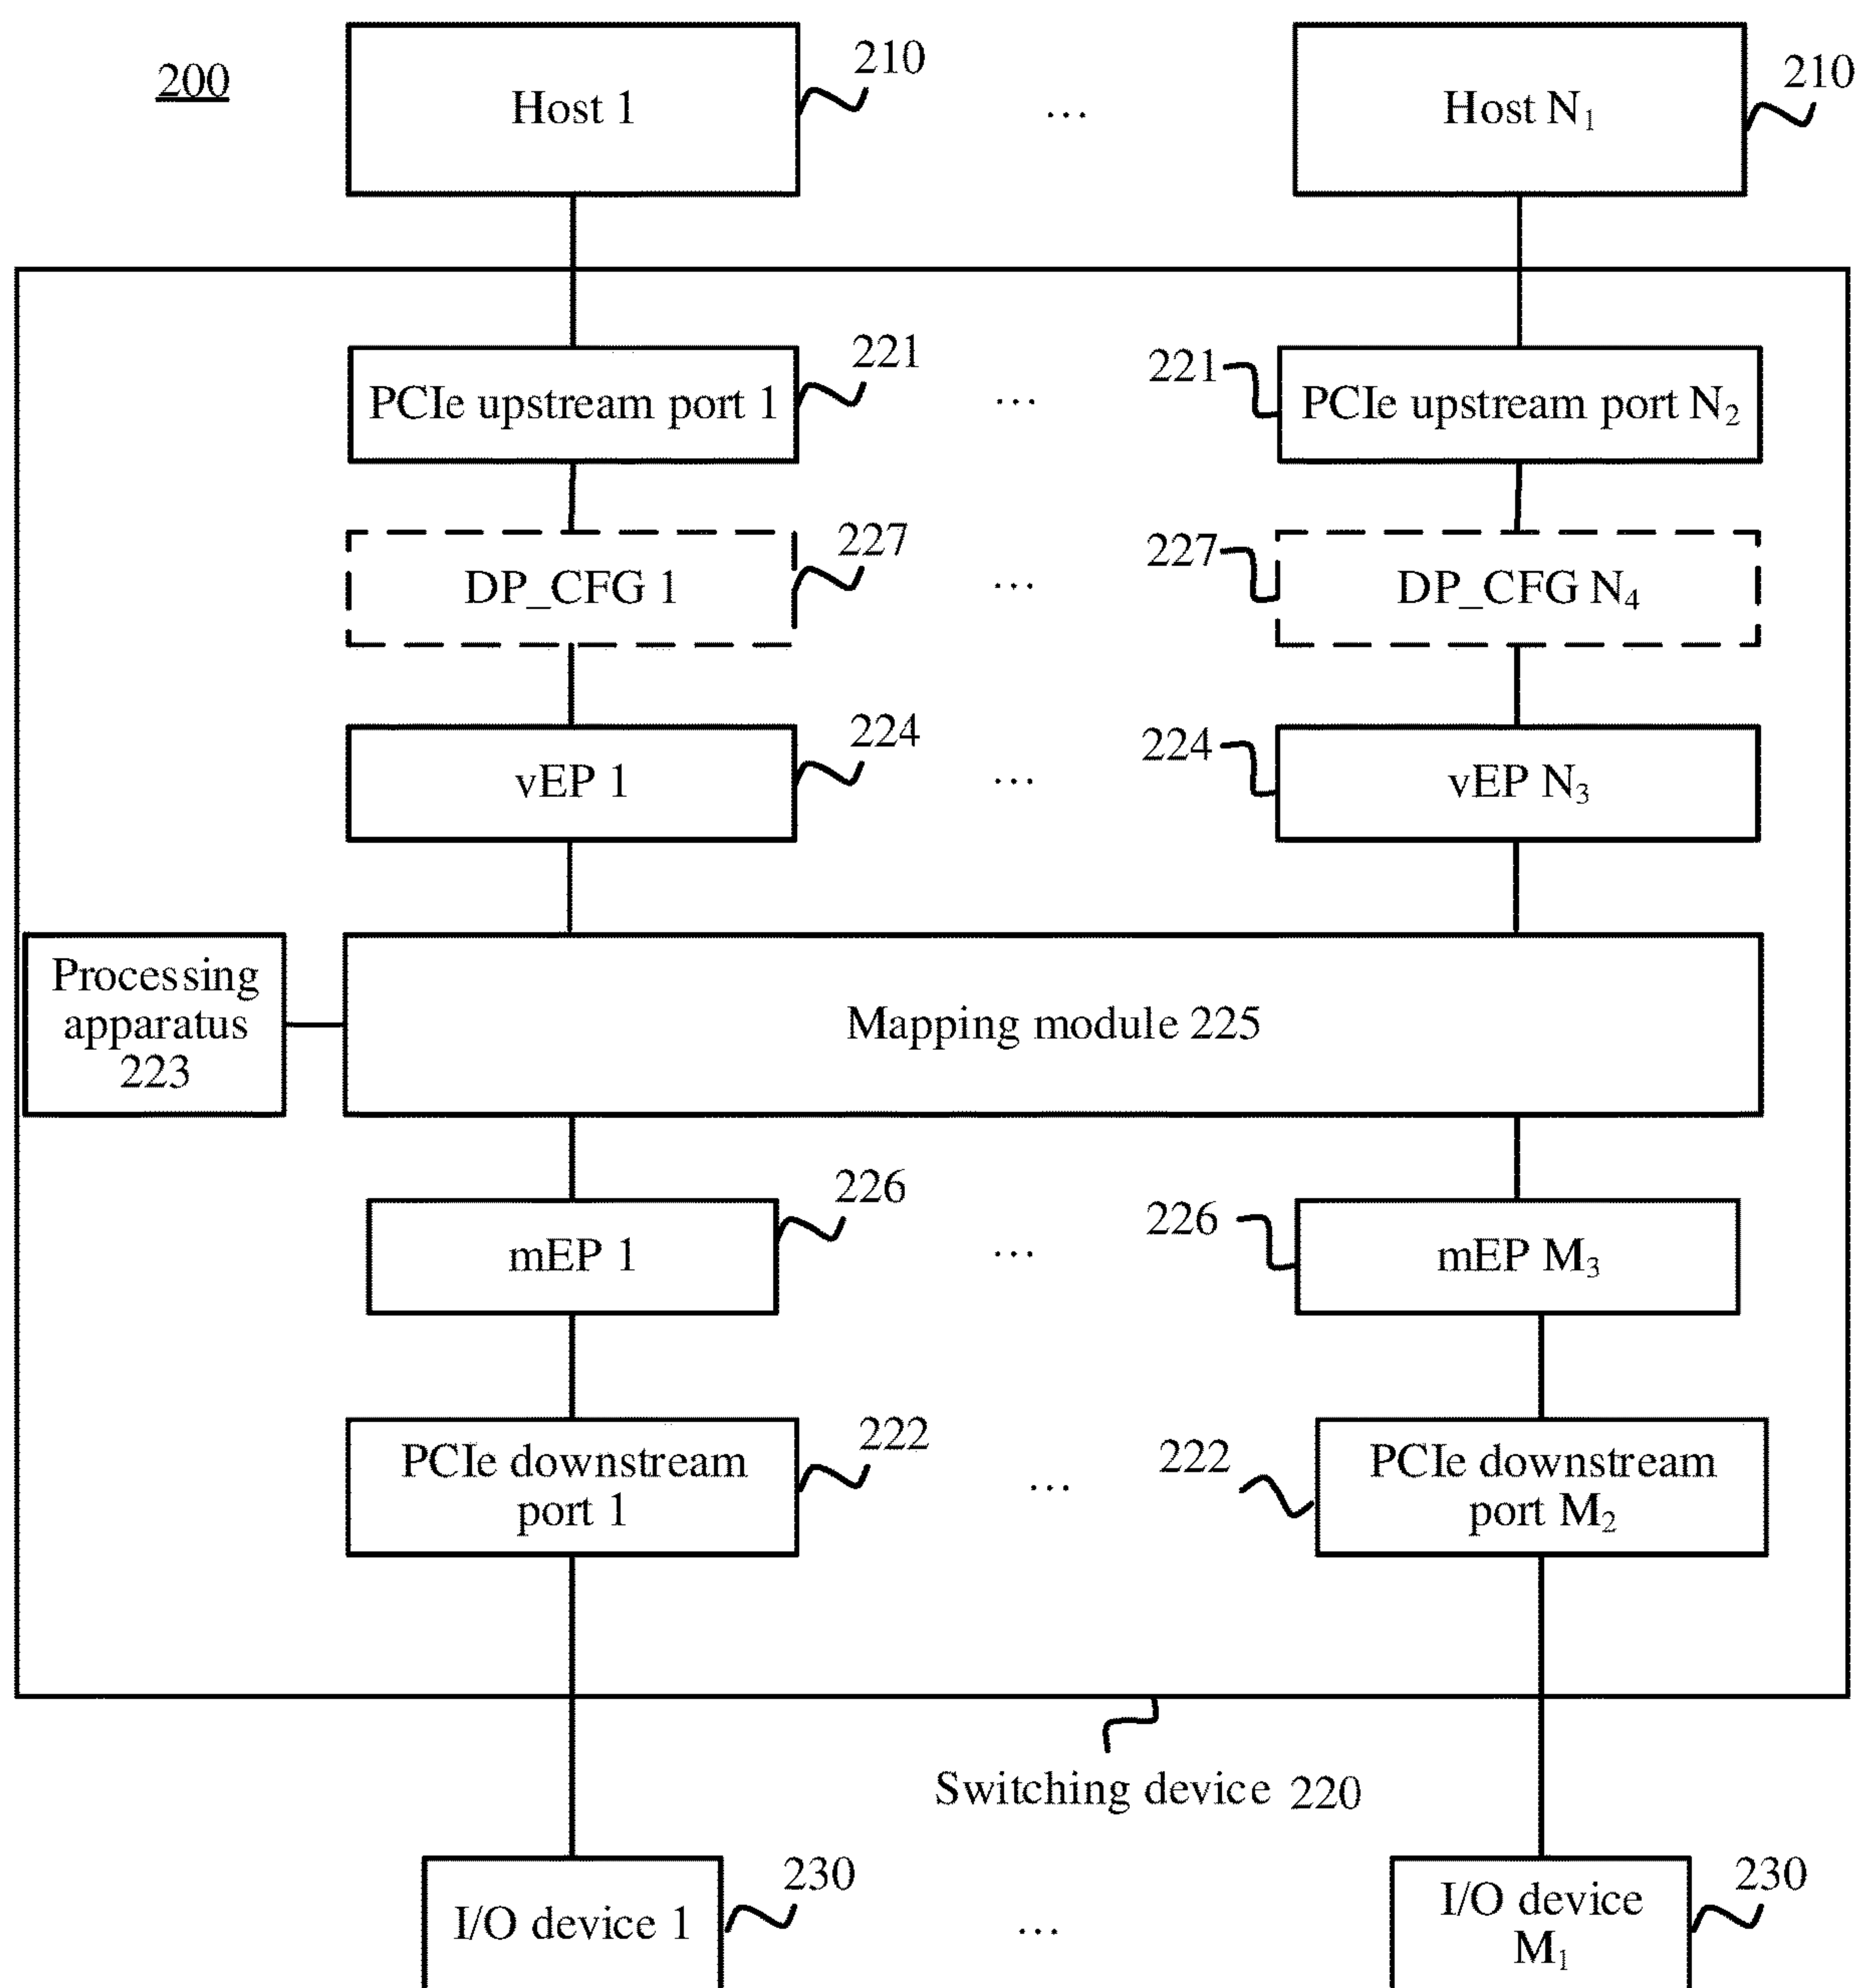 200
Host 1
210
...
Host N₁
210
PCIe upstream port 1
221
...
221
PCIe upstream port N₂
DP_CFG 1
227
...
227
DP_CFG N₄
vEP 1
224
...
224
vEP N₃
Processing
apparatus
223
Mapping module 225
mEP 1
226
...
226
mEP M₃
PCIe downstream
port 1
222
...
222
PCIe downstream
port M₂
Switching device 220
I/O device 1
230
...
I/O device
M₁
230